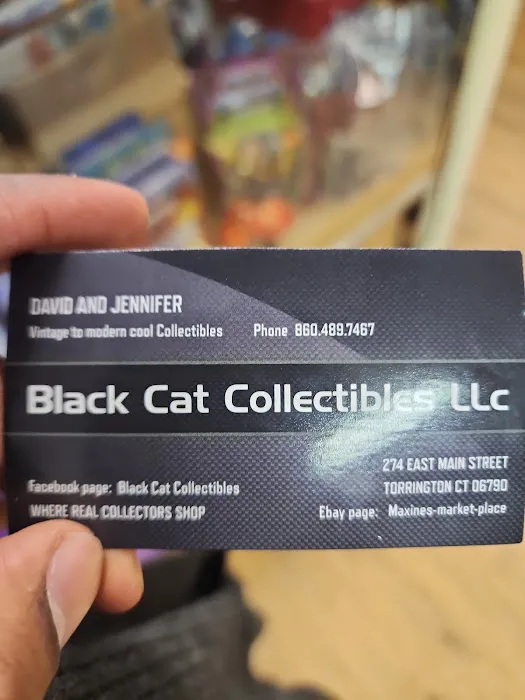 DAVID AND JENNIFER
Vintage to modern cool Collectibles Phone 860.489.7467
Black Cat Collectibles LLc
274 EAST MAIN STREET
Facebook page: Black Cat Collectibles TORRINGTON CT 06790
WHERE REAL COLLECTORS SHOP Ebay page: Maxines-market-place